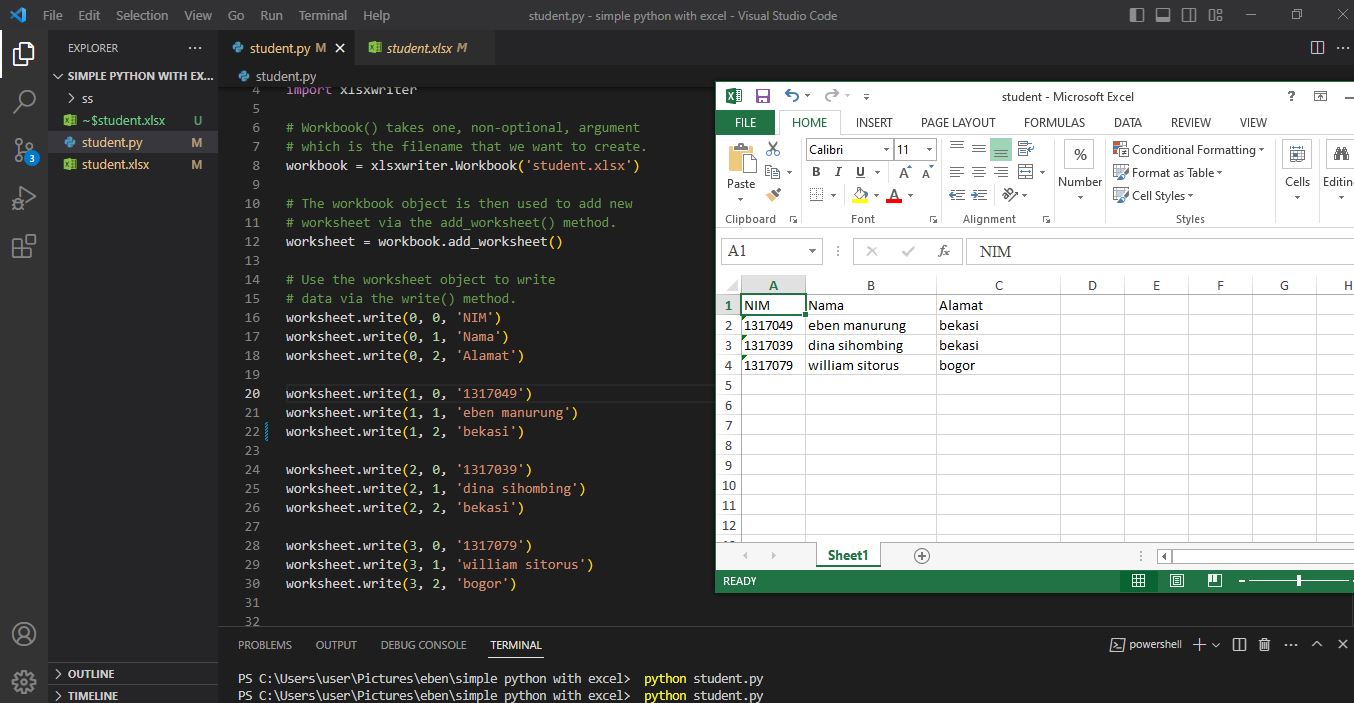 File Edit Selection View Go Run Terminal Help student.py - simple python with excel - Visual Studio Code
EXPLORER
SIMPLE PYTHON WITH EX...
ss
~$student.xlsx U
student.py M
student.xlsx M
OUTLINE
TIMELINE
3
student.py M student.xlsx M
student.py
4 import xlsxwriter
5
6 # Workbook() takes one, non-optional, argument
7 # which is the filename that we want to create.
8 workbook = xlsxwriter.Workbook('student.xlsx')
9
10 # The workbook object is then used to add new
11 # worksheet via the add_worksheet() method.
12 worksheet = workbook.add_worksheet()
13
14 # Use the worksheet object to write
15 # data via the write() method.
16 worksheet.write(0, 0, 'NIM')
17 worksheet.write(0, 1, 'Nama')
18 worksheet.write(0, 2, 'Alamat')
19
20 worksheet.write(1, 0, '1317049')
21 worksheet.write(1, 1, 'eben manurung')
22 worksheet.write(1, 2, 'bekasi')
23
24 worksheet.write(2, 0, '1317039')
25 worksheet.write(2, 1, 'dina sihombing')
26 worksheet.write(2, 2, 'bekasi')
27
28 worksheet.write(3, 0, '1317079')
29 worksheet.write(3, 1, 'william sitorus')
30 worksheet.write(3, 2, 'bogor')
31
32
student - Microsoft Excel ?
FILE HOME INSERT PAGE LAYOUT FORMULAS DATA REVIEW VIEW
Paste
Calibri 11
B I U A A
A
%
Number
Conditional Formatting
Format as Table
Cell Styles
Cells Editin
Clipboard Font Alignment Styles
A1 fx NIM
A B C D E F G H
1 NIM Nama Alamat
2 1317049 eben manurung bekasi
3 1317039 dina sihombing bekasi
4 1317079 william sitorus bogor
5
6
7
8
9
10
11
12
Sheet1
READY
PROBLEMS OUTPUT DEBUG CONSOLE TERMINAL powershell
PS C:\Users\user\Pictures\eben\simple python with excel> python student.py
PS C:\Users\user\Pictures\eben\simple python with excel> python student.py